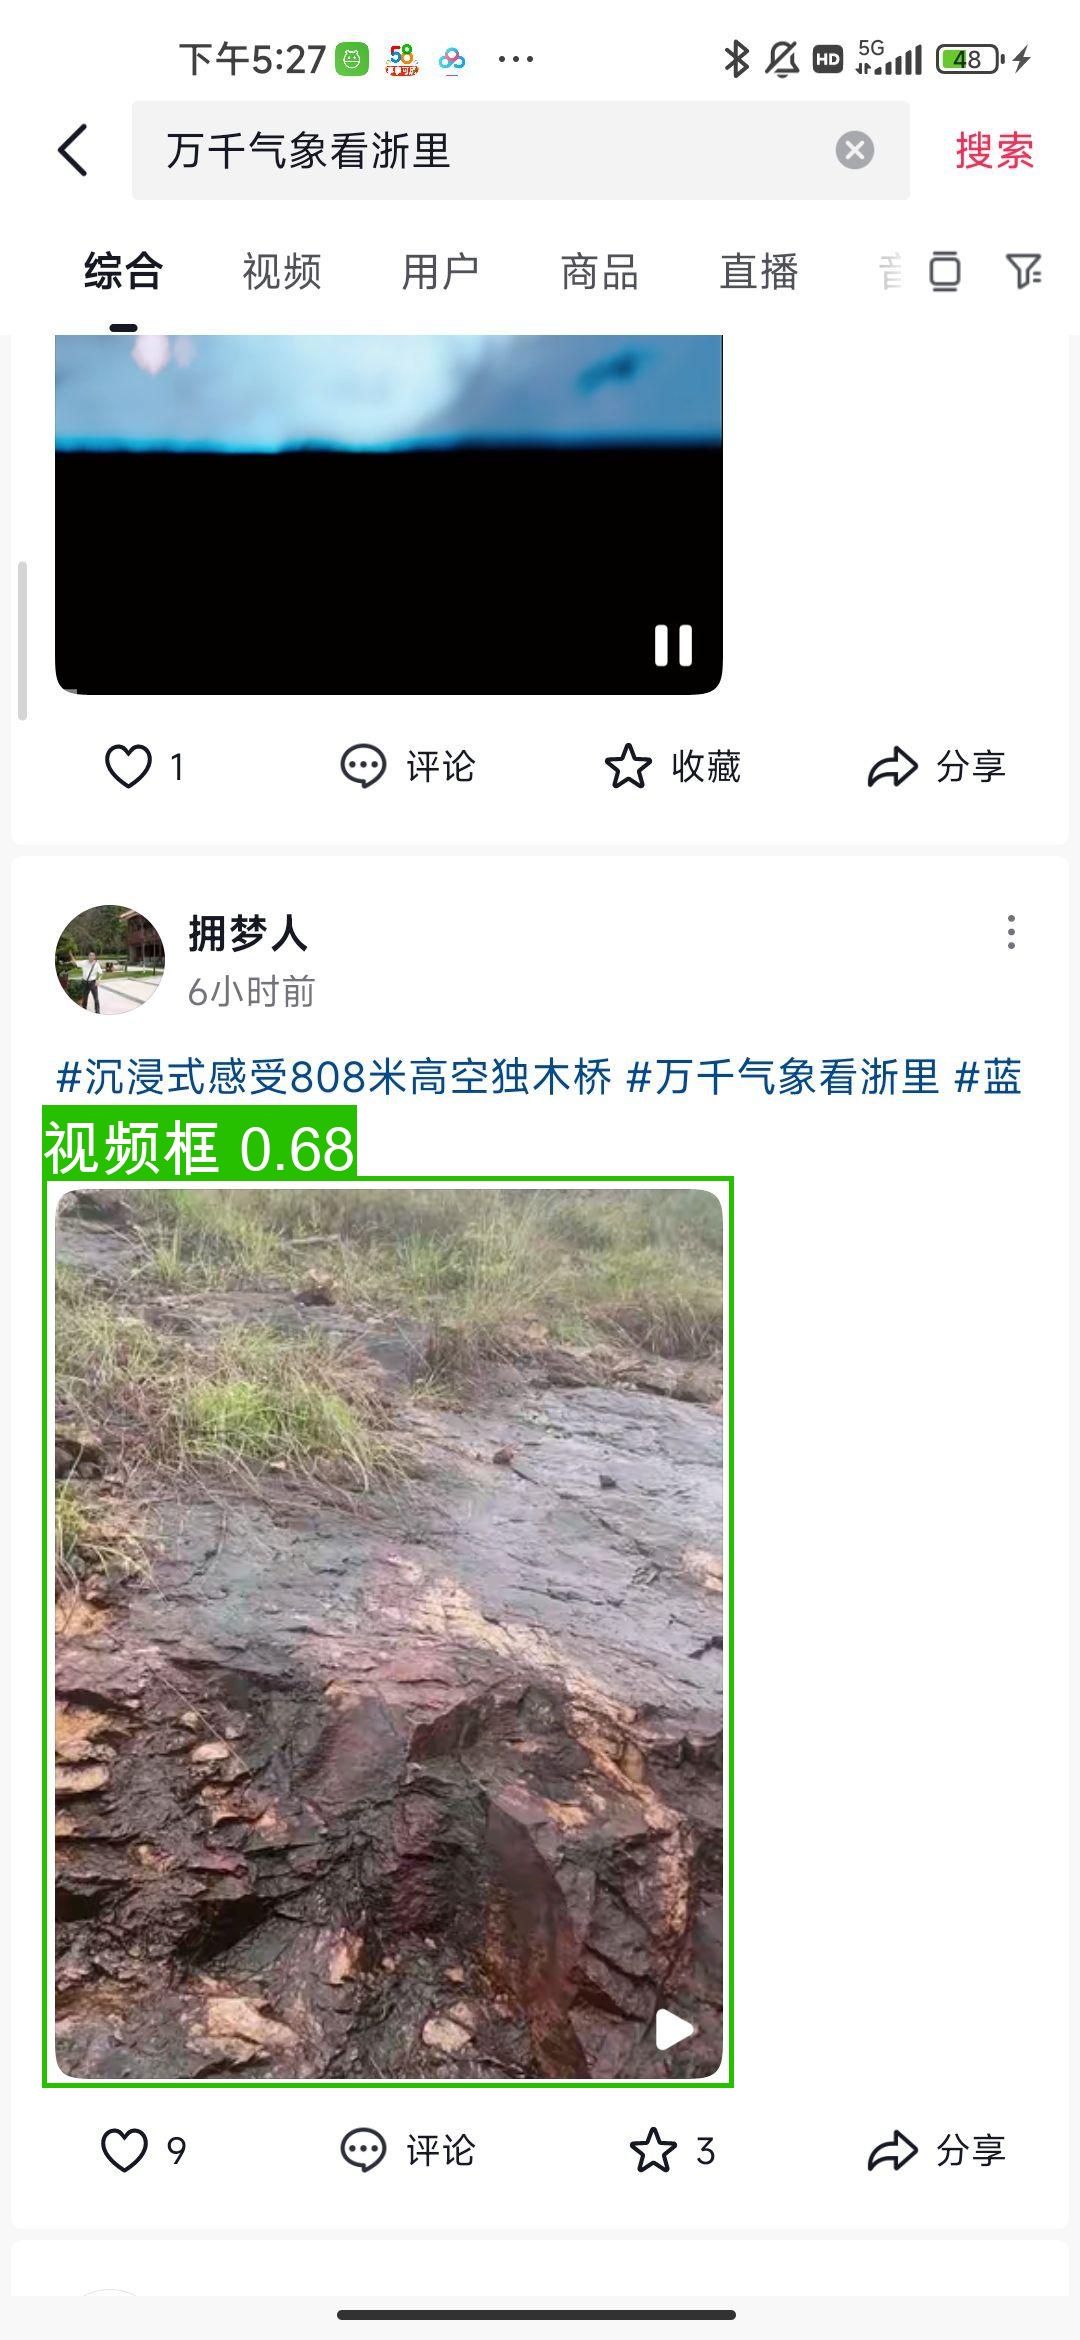 下午5:27
58
HD 5G 48
万千气象看浙里
搜索
综合 视频 用户 商品 直播
1 评论 收藏 分享
拥梦人
6小时前
#沉浸式感受808米高空独木桥 #万千气象看浙里 #蓝
视频框 0.68
9 评论 3 分享